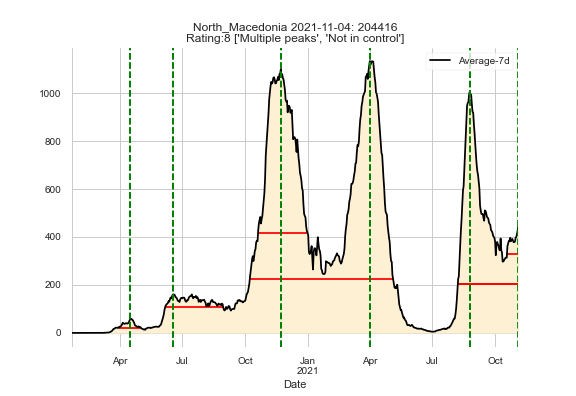 North_Macedonia 2021-11-04: 204416
Rating:8 ['Multiple peaks', 'Not in control']
Average-7d
1000
800
600
400
200
0
Apr
Jul
Oct
Jan
2021
Apr
Jul
Oct
Date